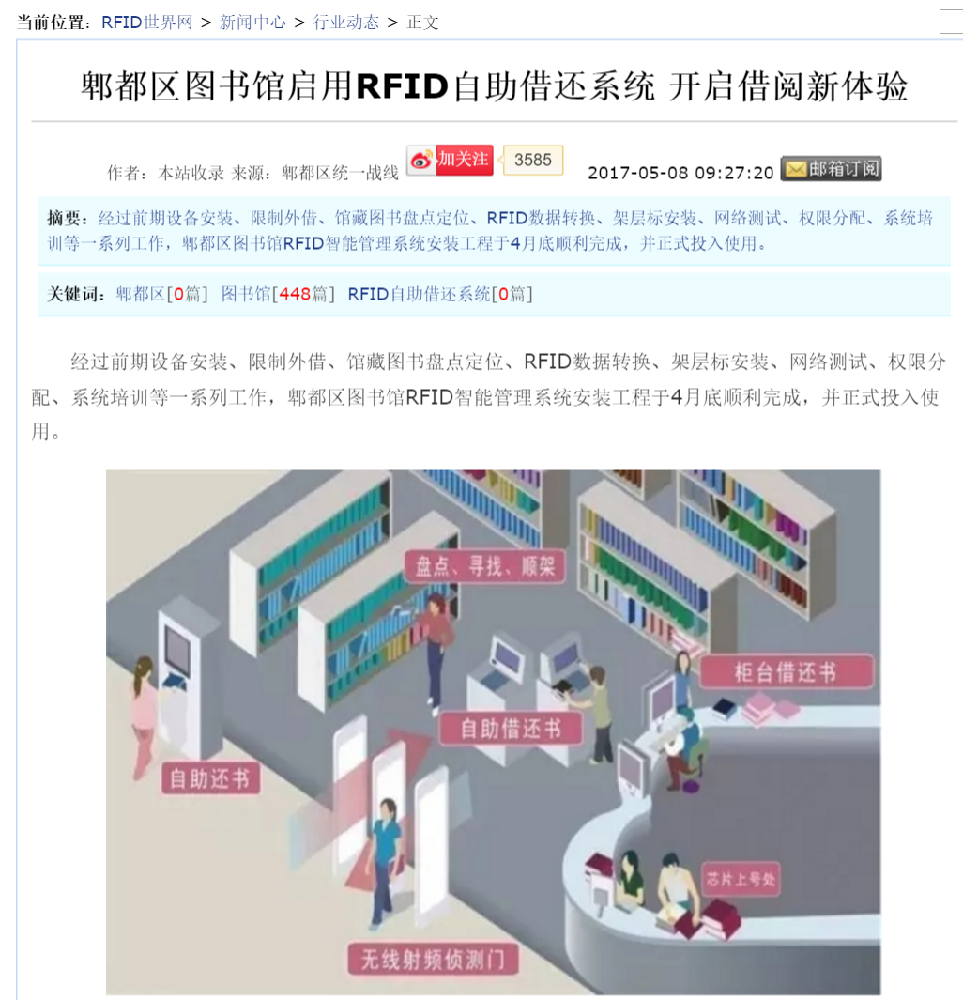 当前位置：RFID世界网 > 新闻中心 > 行业动态 > 正文
郫都区图书馆启用RFID自助借还系统 开启借阅新体验
作者：本站收录 来源：郫都区统一战线 加关注 3585 2017-05-08 09:27:20 邮箱订阅
摘要：经过前期设备安装、限制外借、馆藏图书盘点定位、RFID数据转换、架层标安装、网络测试、权限分配、系统培
训等一系列工作，郫都区图书馆RFID智能管理系统安装工程于4月底顺利完成，并正式投入使用。
关键词：郫都区[0篇] 图书馆[448篇] RFID自助借还系统[0篇]
经过前期设备安装、限制外借、馆藏图书盘点定位、RFID数据转换、架层标安装、网络测试、权限分
配、系统培训等一系列工作，郫都区图书馆RFID智能管理系统安装工程于4月底顺利完成，并正式投入使
用。
盘点、寻找、顺架
柜台借还书
自助借还书
自助还书
芯片上号处
无线射频侦测门